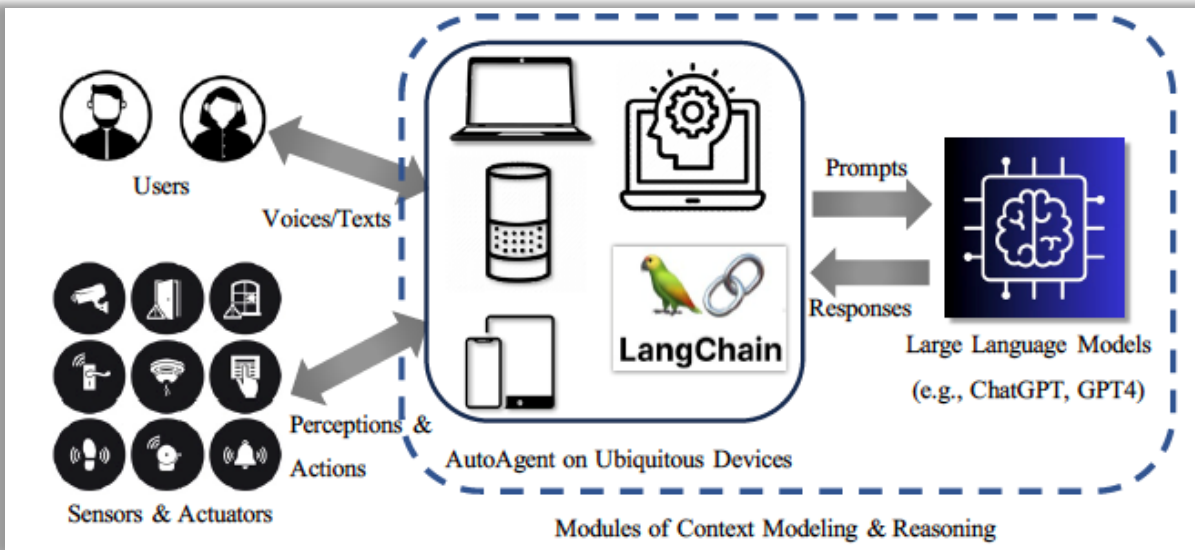 Users
Voices/Texts
Prompts
Responses
LangChain
Large Language Models
(e.g., ChatGPT, GPT4)
Perceptions &
Actions
AutoAgent on Ubiquitous Devices
Sensors & Actuators
Modules of Context Modeling & Reasoning